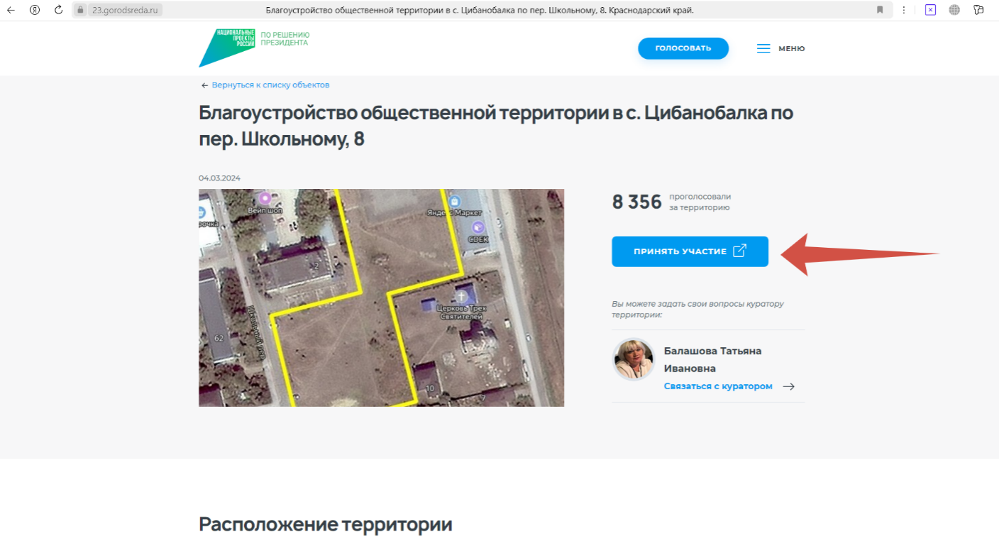 23.gorodsreda.ru
Благоустройство общественной территории в с. Цибанобалка по пер. Школьному, 8. Краснодарский край.
НАЦИОНАЛЬНЫЕ
ПРОЕКТЫ
РОССИИ
ПО РЕШЕНИЮ
ПРЕЗИДЕНТА
ГОЛОСОВАТЬ
МЕНЮ
← Вернуться к списку объектов
Благоустройство общественной территории в с. Цибанобалка по
пер. Школьному, 8
04.03.2024
Вейп шоп
рочка
Яндекс Маркет
CDEK
2
Церковь Трех
Святителей
Школьный пер.
62
10
7
8 356
проголосовали
за территорию
ПРИНЯТЬ УЧАСТИЕ
Вы можете задать свои вопросы куратору
территории:
Балашова Татьяна
Ивановна
Связаться с куратором →
Расположение территории